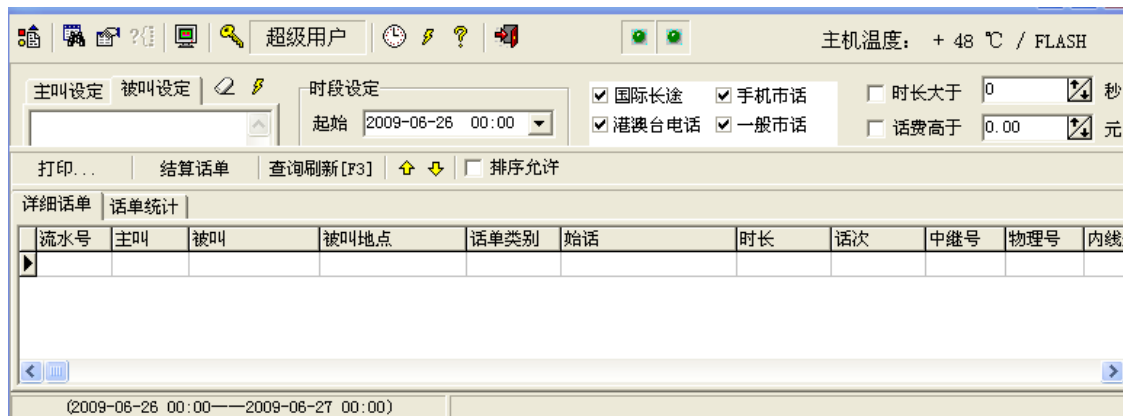 超级用户 主机温度： + 48 ℃ / FLASH
主叫设定 被叫设定 时段设定 国际长途 手机市话 时长大于 0 秒
起始 2009-06-26 00:00 港澳台电话 一般市话 话费高于 0.00 元
打印... 结算话单 查询刷新[F3] 排序允许
详细话单 话单统计
流水号 主叫 被叫 被叫地点 话单类别 始话 时长 话次 中继号 物理号 内线
(2009-06-26 00:00——2009-06-27 00:00)